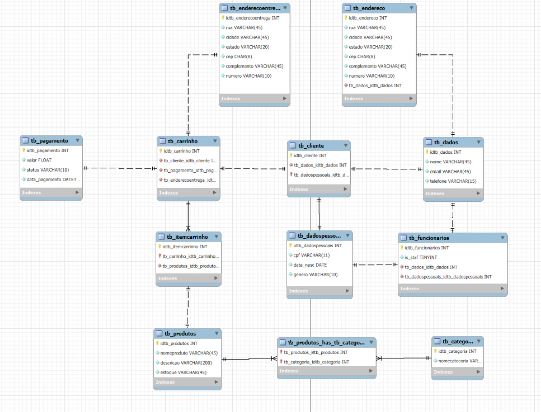 tb_enderecoentre...
idtb_enderecoentrega INT
rua VARCHAR(45)
cidade VARCHAR(45)
estado VARCHAR(20)
cep CHAR(8)
complemento VARCHAR(45)
numero VARCHAR(10)
Indexes
tb_endereco
idtb_endereco INT
rua VARCHAR(45)
cidade VARCHAR(45)
estado VARCHAR(20)
cep CHAR(8)
complemento VARCHAR(45)
numero VARCHAR(10)
tb_dados_idtb_dados INT
Indexes
tb_pagamento
idtb_pagamento INT
valor FLOAT
status VARCHAR(10)
data_pagamento DATE
Indexes
tb_carrinho
idtb_carrinho INT
tb_cliente_idtb_cliente I...
tb_pagamento_idtb_pag...
tb_enderecoentrega_idt...
Indexes
tb_cliente
idtb_cliente INT
tb_dados_idtb_dados INT
tb_dadospessoais_idtb_d...
Indexes
tb_dados
idtb_dados INT
nome VARCHAR(45)
email VARCHAR(45)
telefone VARCHAR(15)
Indexes
tb_itemcarrinho
idtb_itemcarrinho INT
tb_carrinho_idtb_carrinho...
tb_produtos_idtb_produto...
Indexes
tb_dadospesso...
idtb_dadospessoais INT
cpf VARCHAR(11)
data_nasc DATE
genero VARCHAR(10)
Indexes
tb_funcionarios
idtb_funcionarios INT
is_staf TINYINT
tb_dados_idtb_dados INT
tb_dadospessoais_idtb_dadospessoais INT
Indexes
tb_produtos
idtb_produtos INT
nomeproduto VARCHAR(45)
descricao VARCHAR(200)
estoque VARCHAR(45)
Indexes
tb_produtos_has_tb_catego...
tb_produtos_idtb_produtos INT
tb_categoria_idtb_categoria INT
Indexes
tb_catego...
idtb_categoria INT
nomecategoria VAR...
Indexes